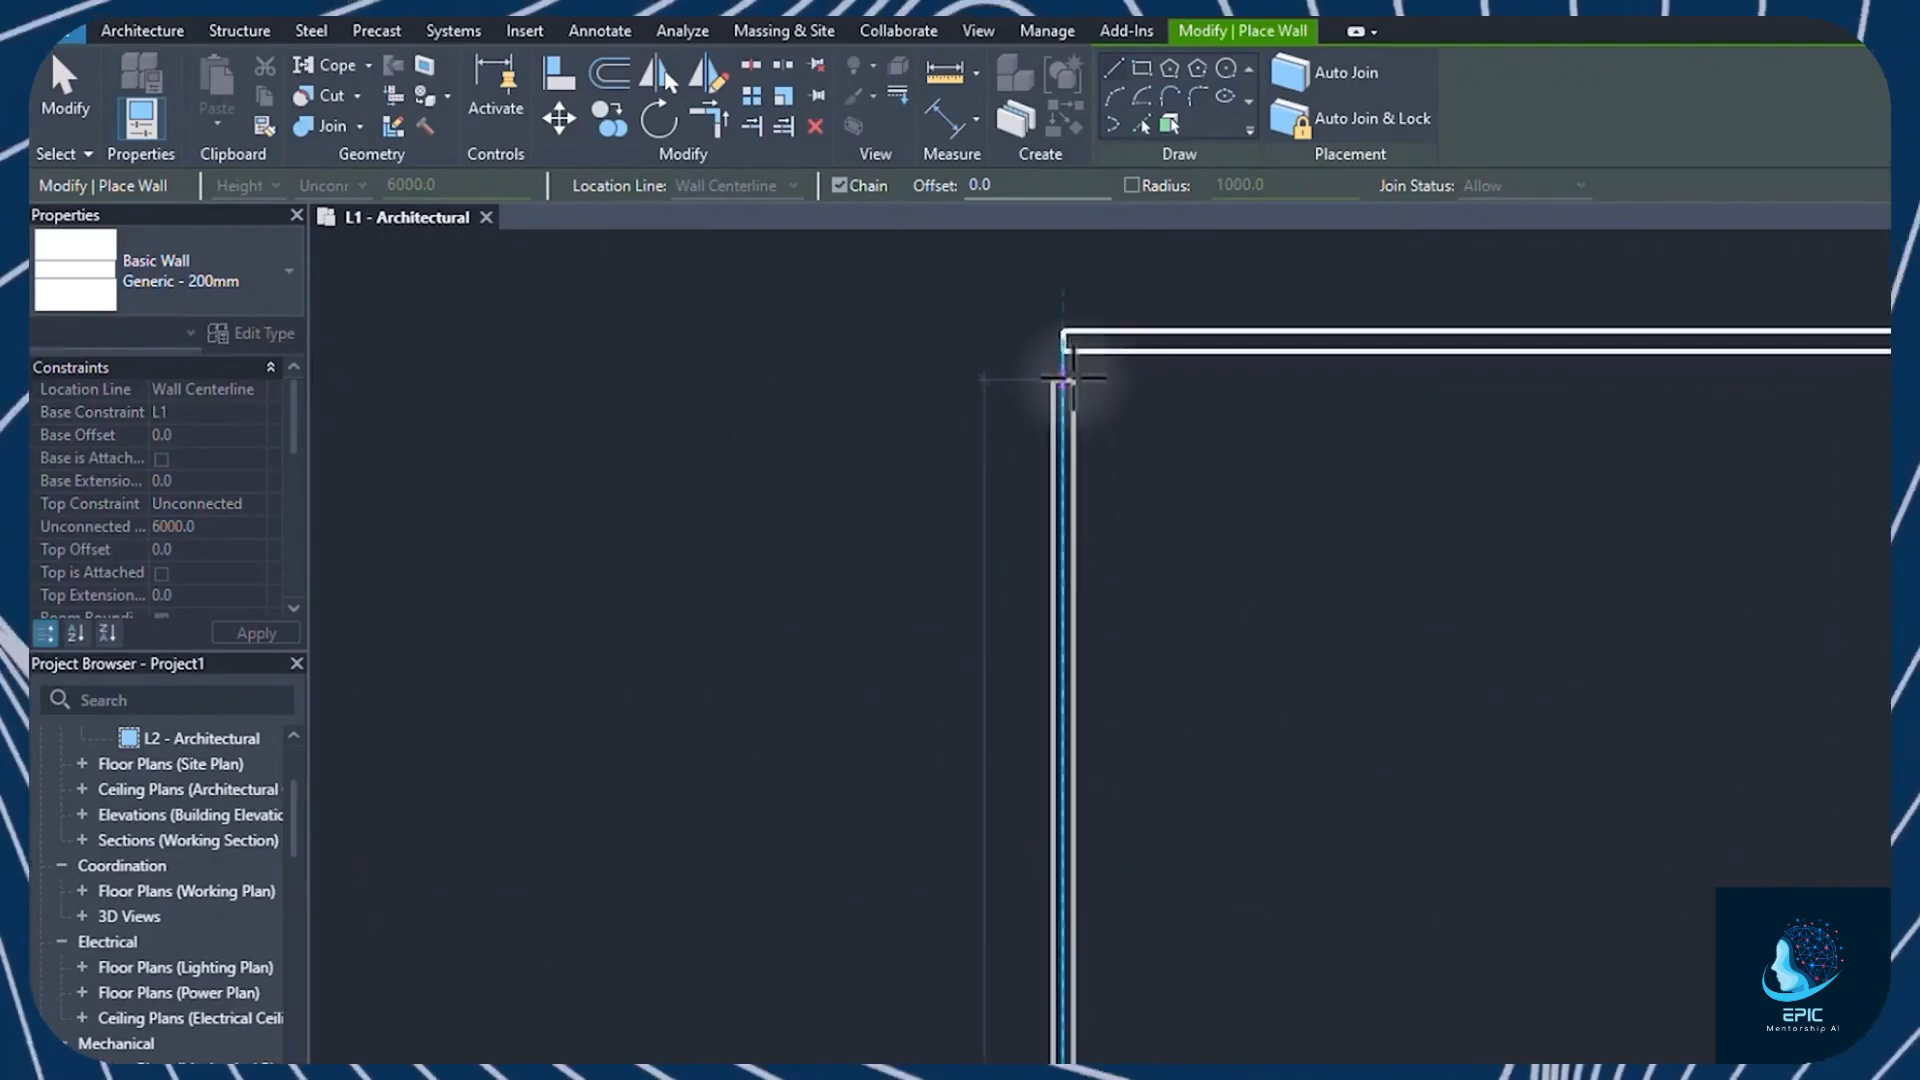 Architecture Structure Steel Precast Systems Insert Annotate Analyze Massing & Site Collaborate View Manage Add-Ins Modify | Place Wall
Cope Auto Join
Modify Paste Cut Activate
Join Auto Join & Lock
Select Properties Clipboard Geometry Controls Modify View Measure Create Draw Placement
Modify | Place Wall Height Unconr 6000.0 Location Line: Wall Centerline Chain Offset: 0.0 Radius: 1000.0 Join Status: Allow
Properties L1 - Architectural
Basic Wall
Generic - 200mm
Edit Type
Constraints
Location Line Wall Centerline
Base Constraint L1
Base Offset 0.0
Base is Attach...
Base Extensio... 0.0
Top Constraint Unconnected
Unconnected ... 6000.0
Top Offset 0.0
Top is Attached
Top Extension... 0.0
Apply
Project Browser - Project1
Search
L2 - Architectural
Floor Plans (Site Plan)
Ceiling Plans (Architectural
Elevations (Building Elevatic
Sections (Working Section)
Coordination
Floor Plans (Working Plan)
3D Views
Electrical
Floor Plans (Lighting Plan)
Floor Plans (Power Plan)
Ceiling Plans (Electrical Ceili
Mechanical
EPIC
Mentorship AI